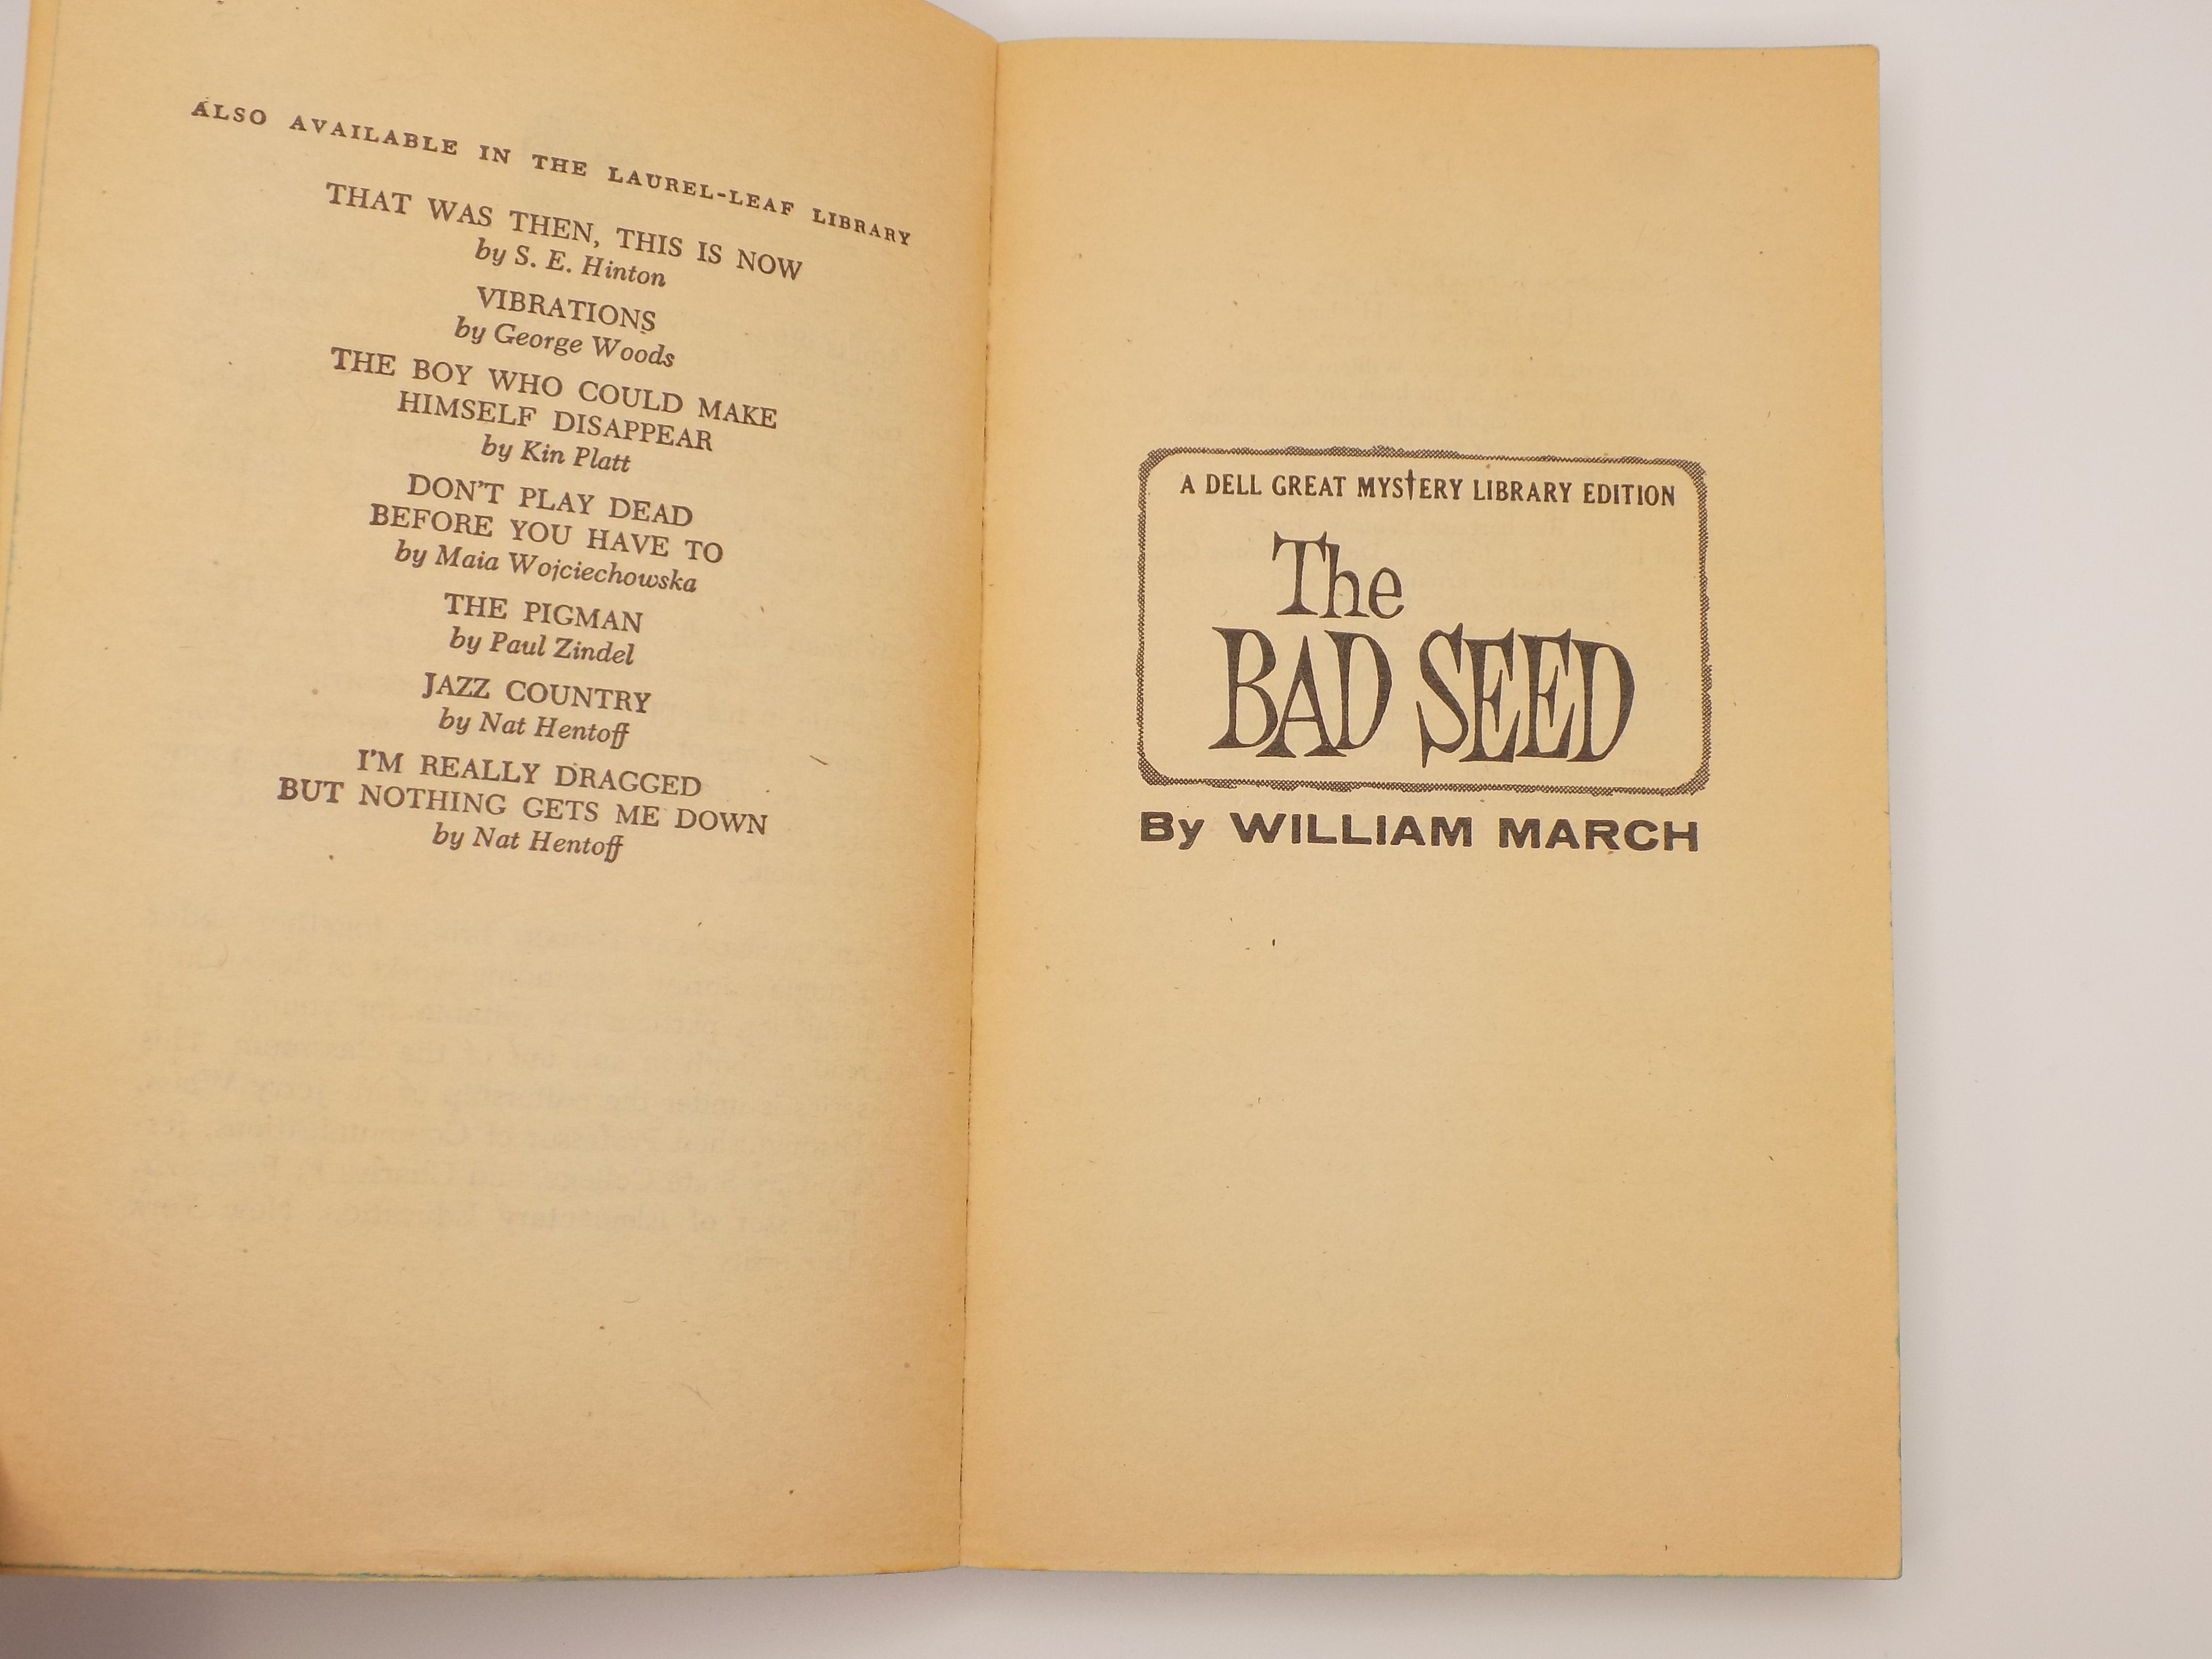 ALSO AVAILABLE IN THE LAUREL-LEAF LIBRARY
THAT WAS THEN, THIS IS NOW
by S. E. Hinton
VIBRATIONS
by George Woods
THE BOY WHO COULD MAKE
HIMSELF DISAPPEAR
by Kin Platt
DON'T PLAY DEAD
BEFORE YOU HAVE TO
by Maia Wojciechowska
THE PIGMAN
by Paul Zindel
JAZZ COUNTRY
by Nat Hentoff
I'M REALLY DRAGGED
BUT NOTHING GETS ME DOWN
by Nat Hentoff
A DELL GREAT MYSTERY LIBRARY EDITION
The
BAD SEED
By WILLIAM MARCH